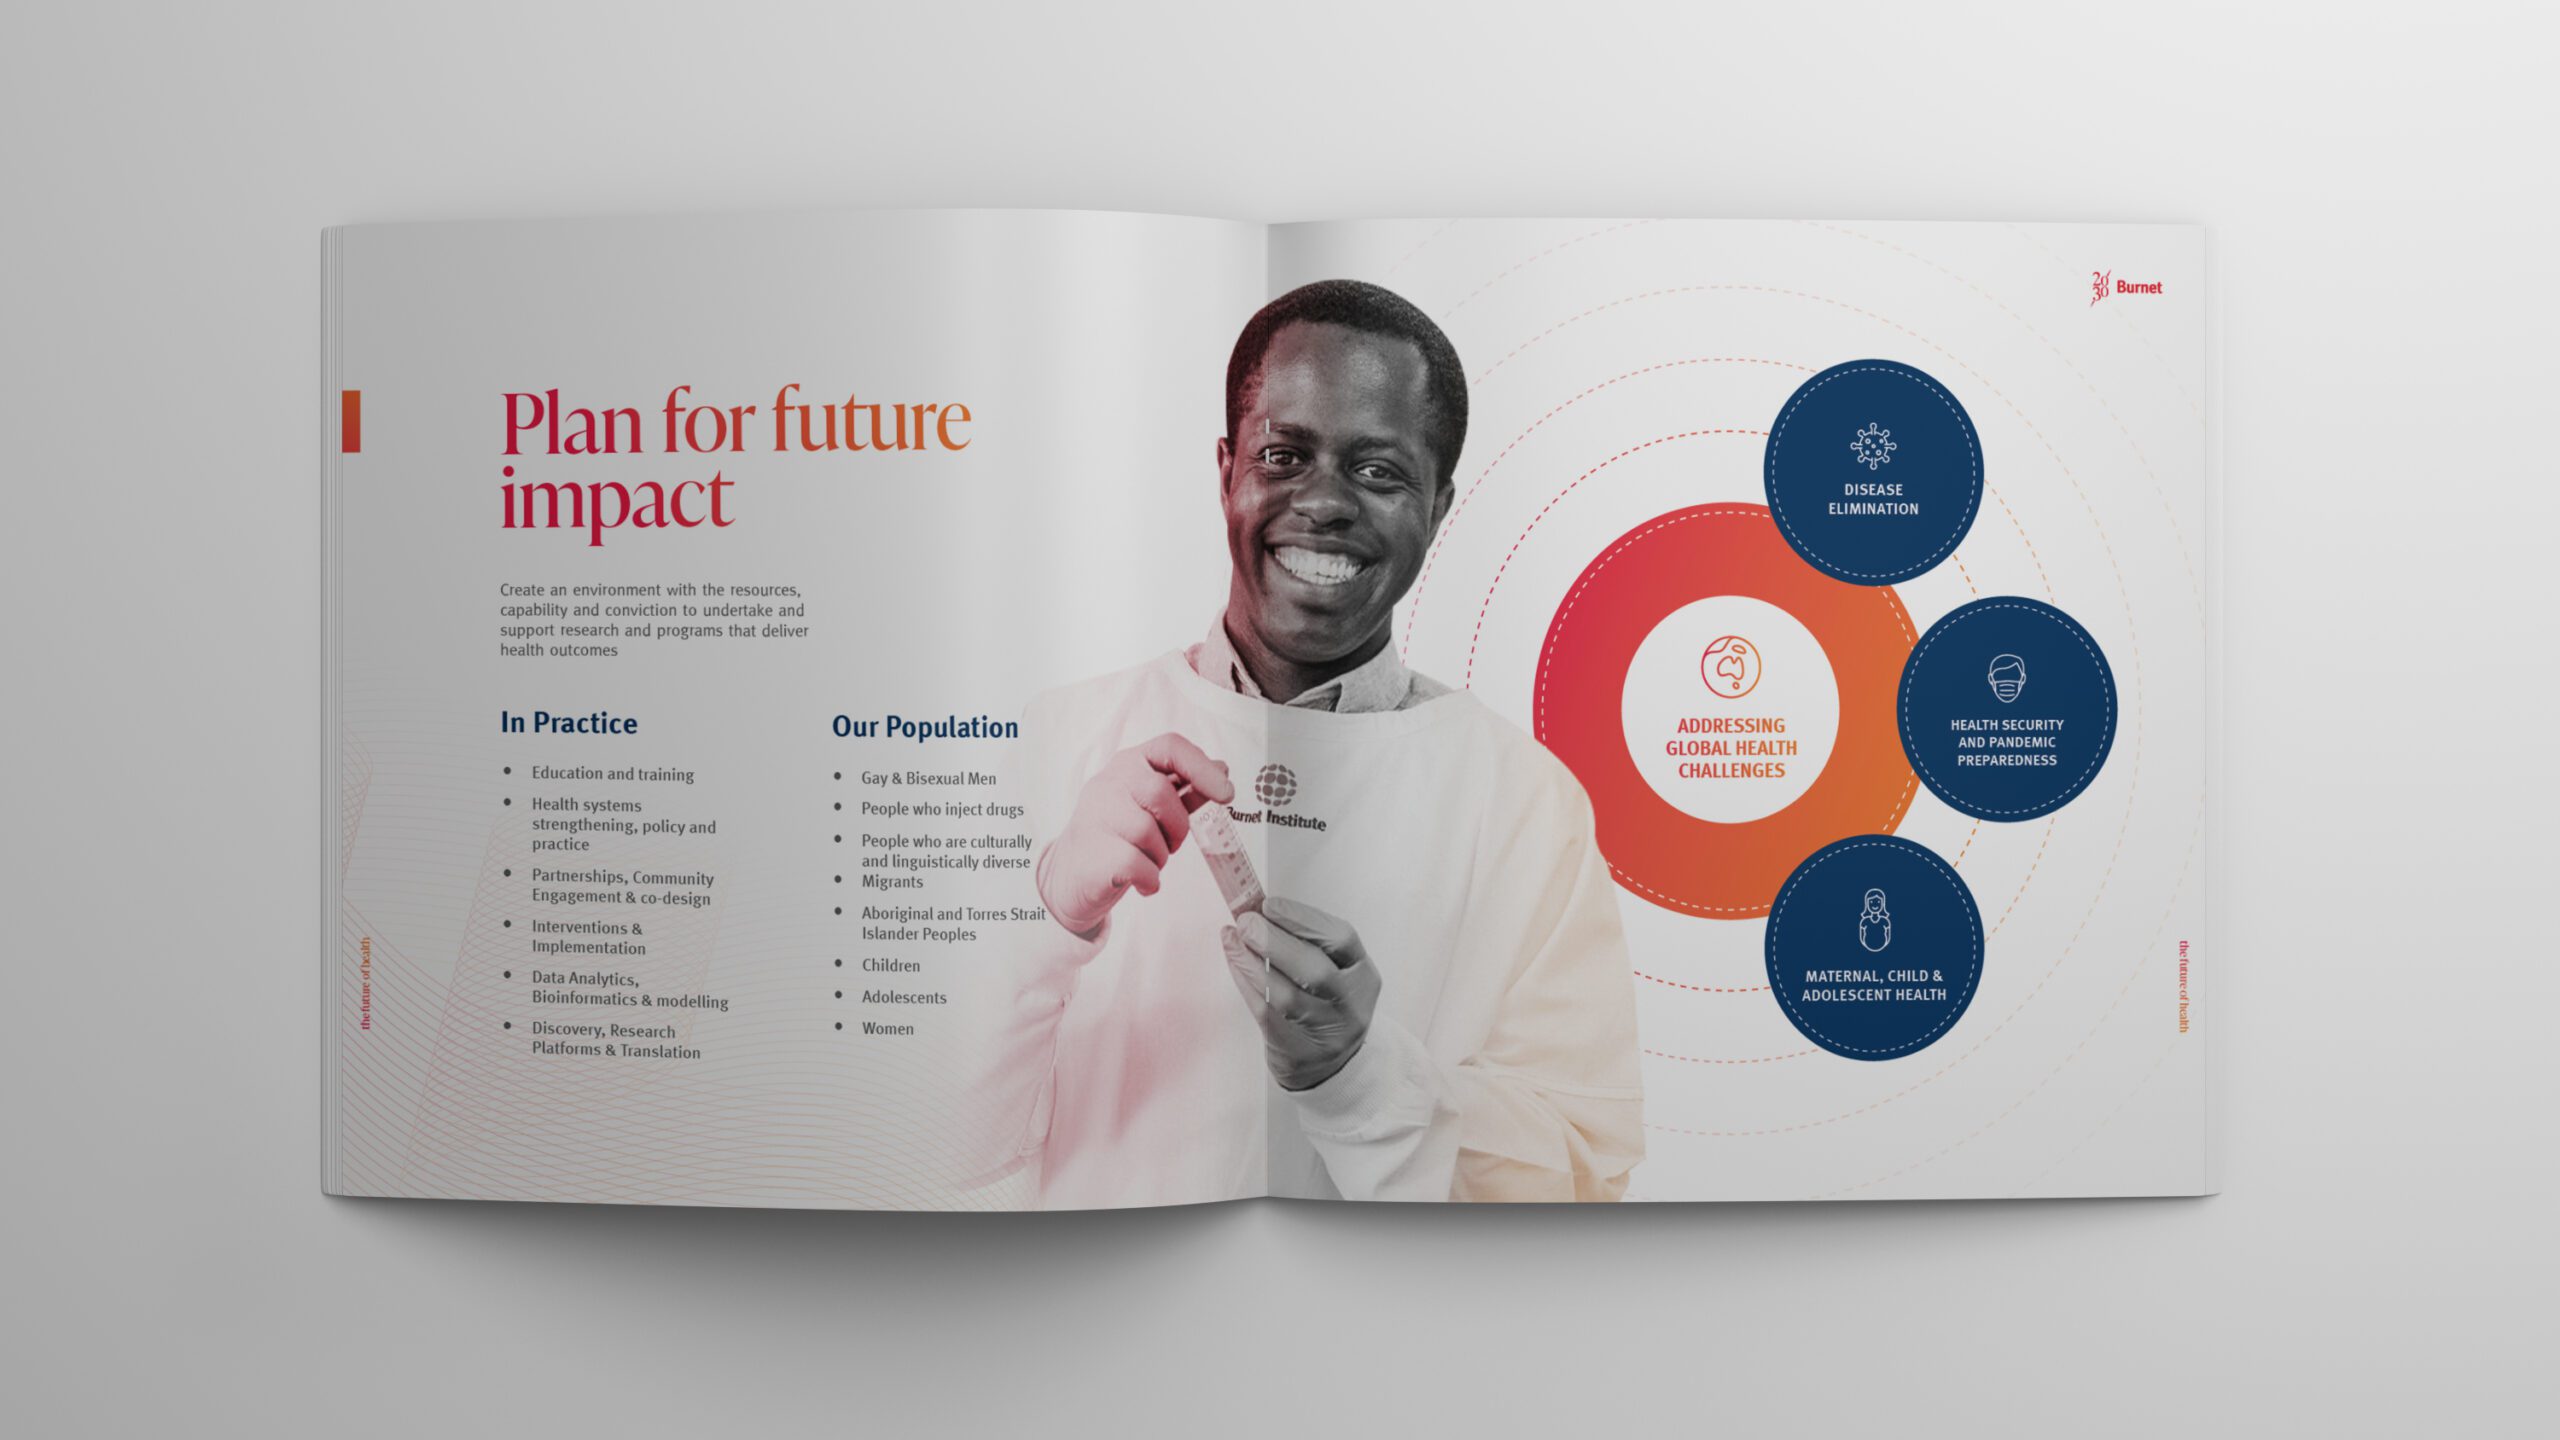 Plan for future
impact
Create an environment with the resources,
capability and conviction to undertake and
support research and programs that deliver
health outcomes
In Practice
• Education and training
• Health systems
strengthening, policy and
practice
• Partnerships, Community
Engagement & co-design
• Interventions &
Implementation
• Data Analytics,
Bioinformatics & modelling
• Discovery, Research
Platforms & Translation
Our Population
• Gay & Bisexual Men
• People who inject drugs
• People who are culturally
and linguistically diverse
• Migrants
• Aboriginal and Torres Strait
Islander Peoples
• Children
• Adolescents
• Women
the future of health
Burnet Institute
2030 Burnet
DISEASE
ELIMINATION
ADDRESSING
GLOBAL HEALTH
CHALLENGES
HEALTH SECURITY
AND PANDEMIC
PREPAREDNESS
MATERNAL, CHILD &
ADOLESCENT HEALTH
the future of health